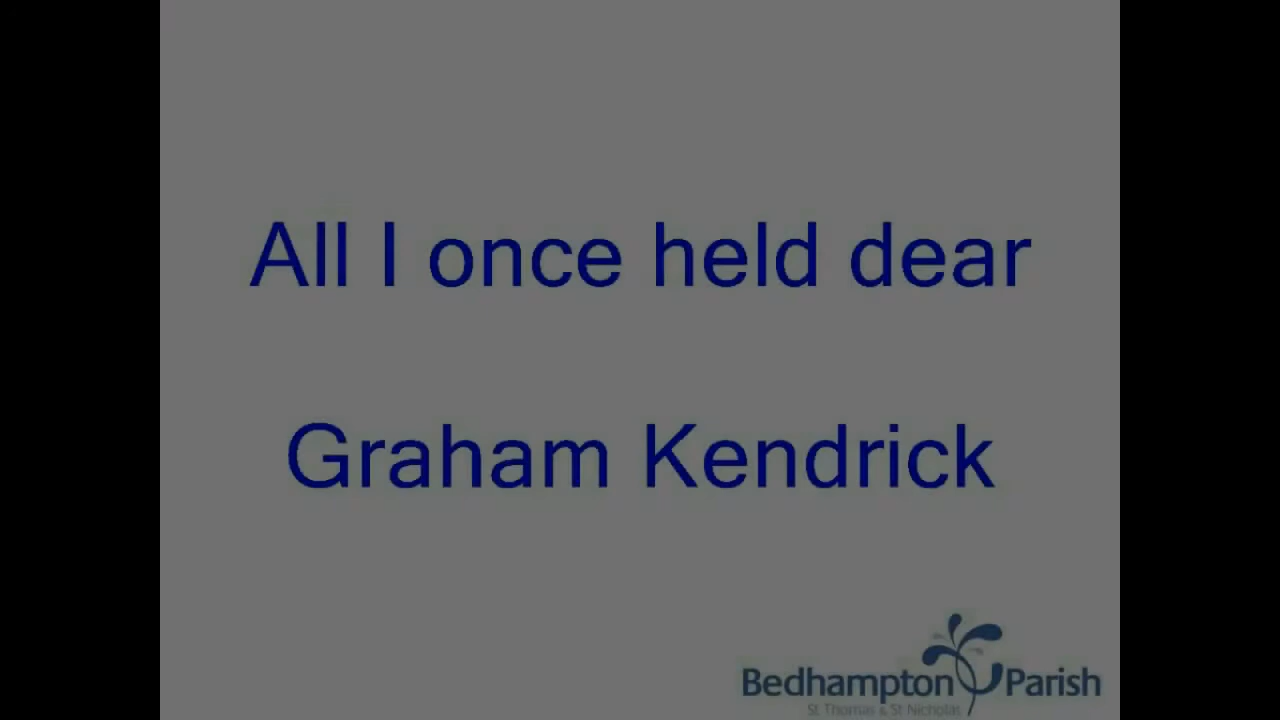 All I once held dear
Graham Kendrick
Bedhampton Parish
St Thomas & St Nicholas